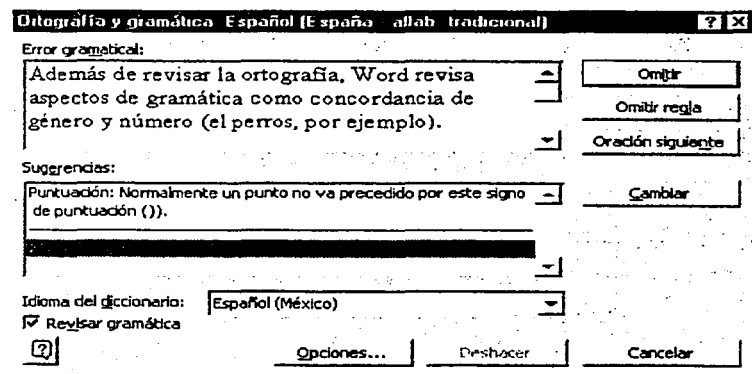 Ortografía y gramática Español (España - alfab tradicional)
Error gramatical:
Además de revisar la ortografía, Word revisa
aspectos de gramática como concordancia de
género y número (el perros, por ejemplo).
Omitir
Omitir regla
Oración siguiente
Sugerencias:
Puntuación: Normalmente un punto no va precedido por este signo
de puntuación ()).
Cambiar
Idioma del diccionario:
Español (México)
Revisar gramática
Opciones...
Deshacer
Cancelar